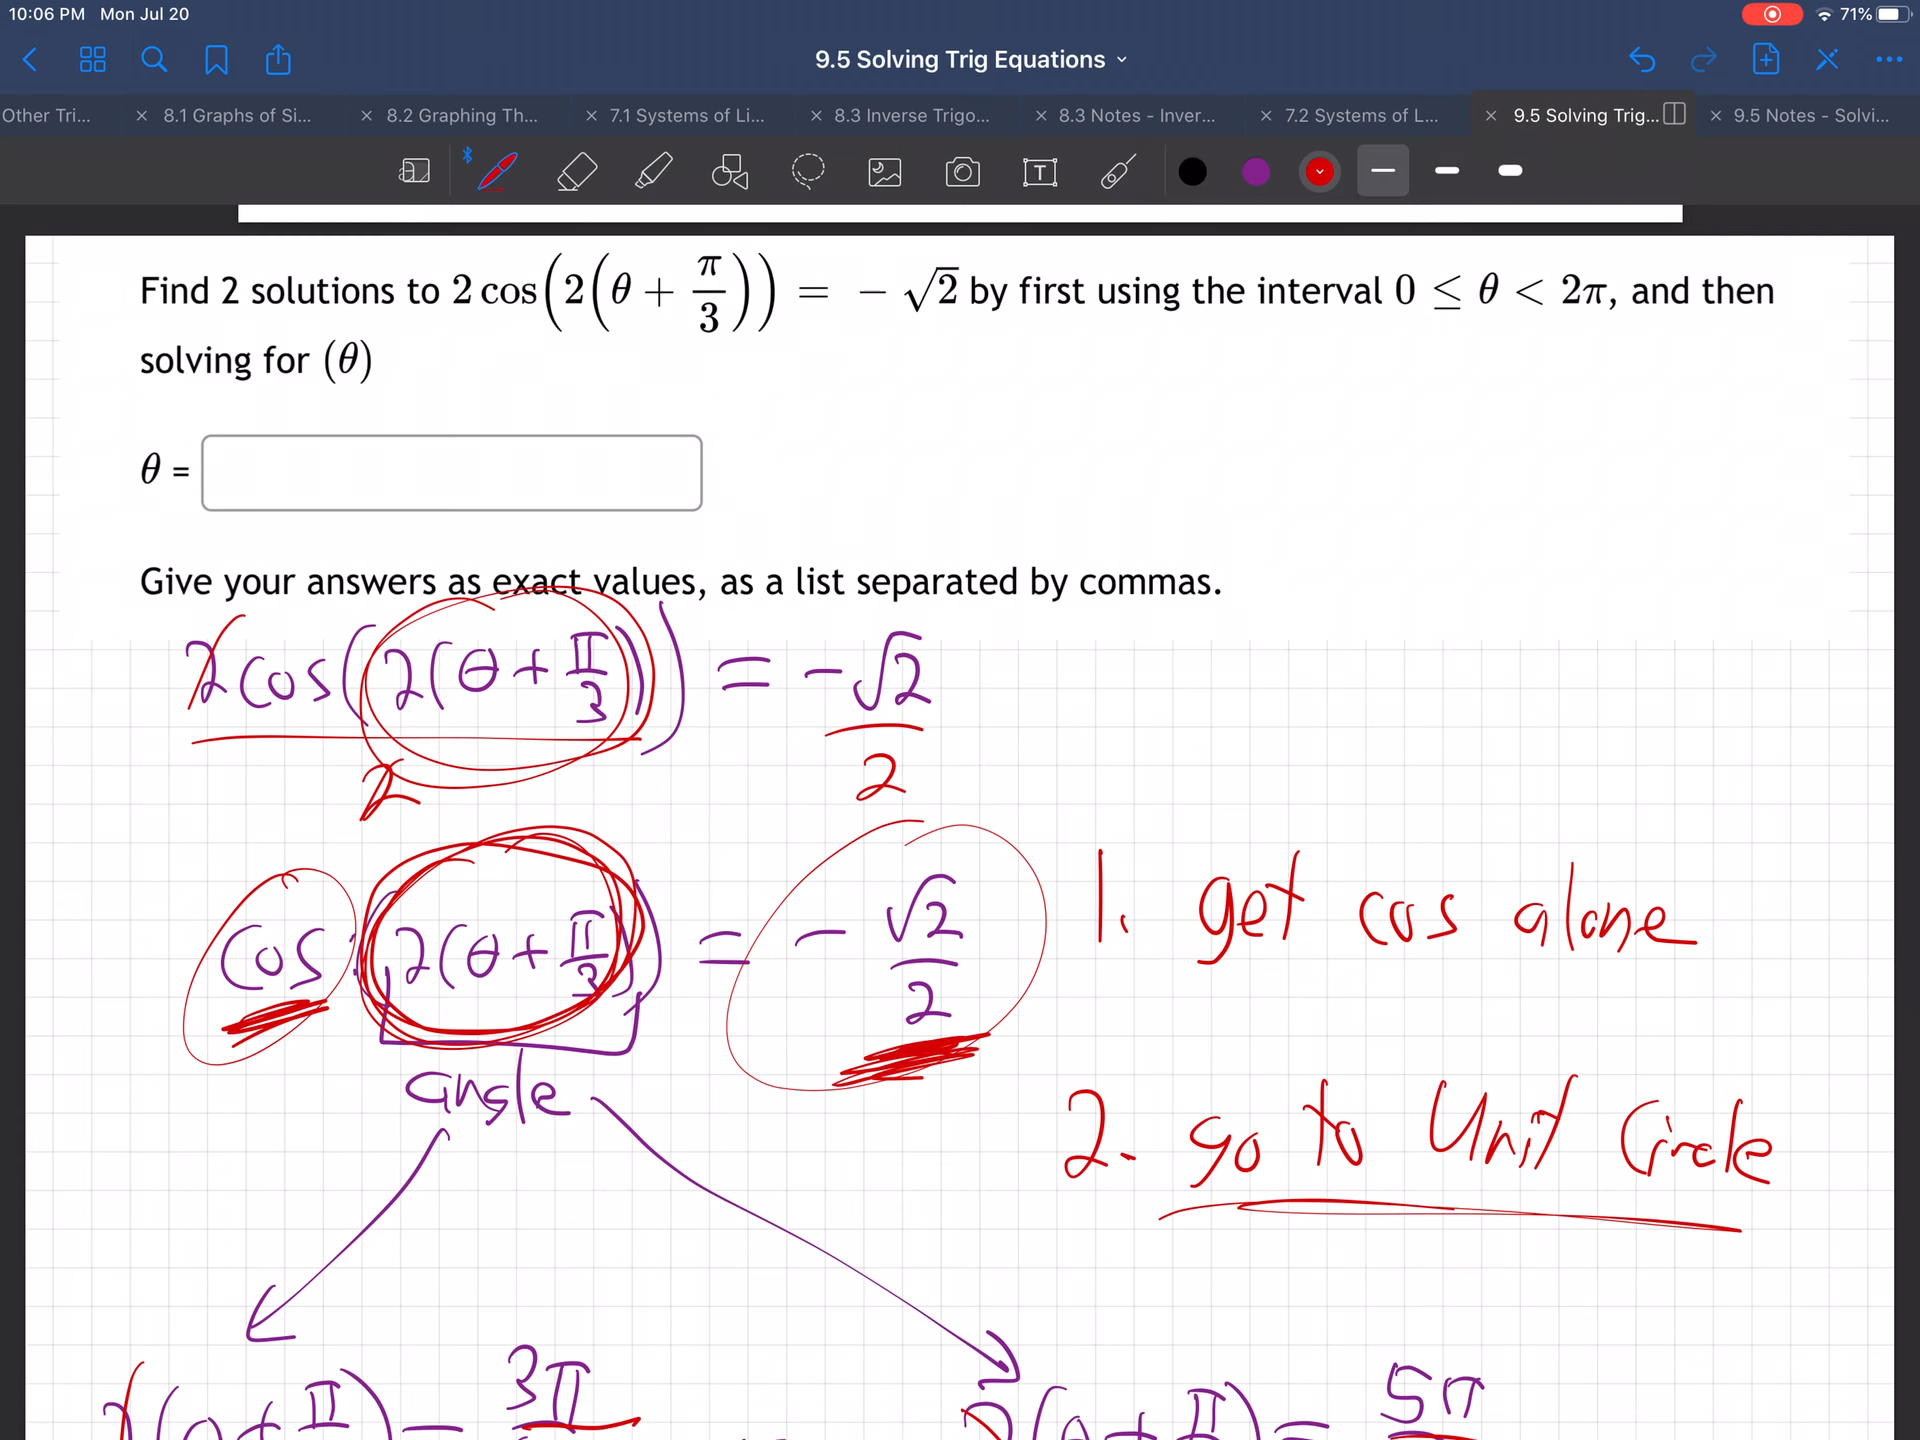 10:06 PM Mon Jul 20
71%
9.5 Solving Trig Equations
Other Tri...
8.1 Graphs of Si...
8.2 Graphing Th...
7.1 Systems of Li...
8.3 Inverse Trigo...
8.3 Notes - Inver...
7.2 Systems of L...
9.5 Solving Trig...
9.5 Notes - Solvi...
T
Find 2 solutions to 2 cos(2(θ + π/3)) = − √2 by first using the interval 0 ≤ θ < 2π, and then
solving for (θ)
θ =
Give your answers as exact values, as a list separated by commas.
2cos(2(θ + π/3)) = −√2
2
2
cos(2(θ + π/3)) = − √2/2
1. get cos alone
angle
2. go to Unit Circle
2(θ + π) = 3π
2(θ + π) = 5π